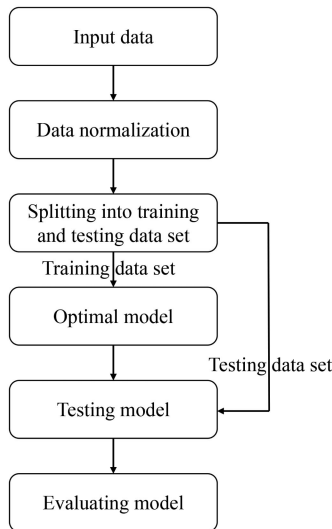 Input data
Data normalization
Splitting into training
and testing data set
Training data set
Optimal model
Testing data set
Testing model
Evaluating model